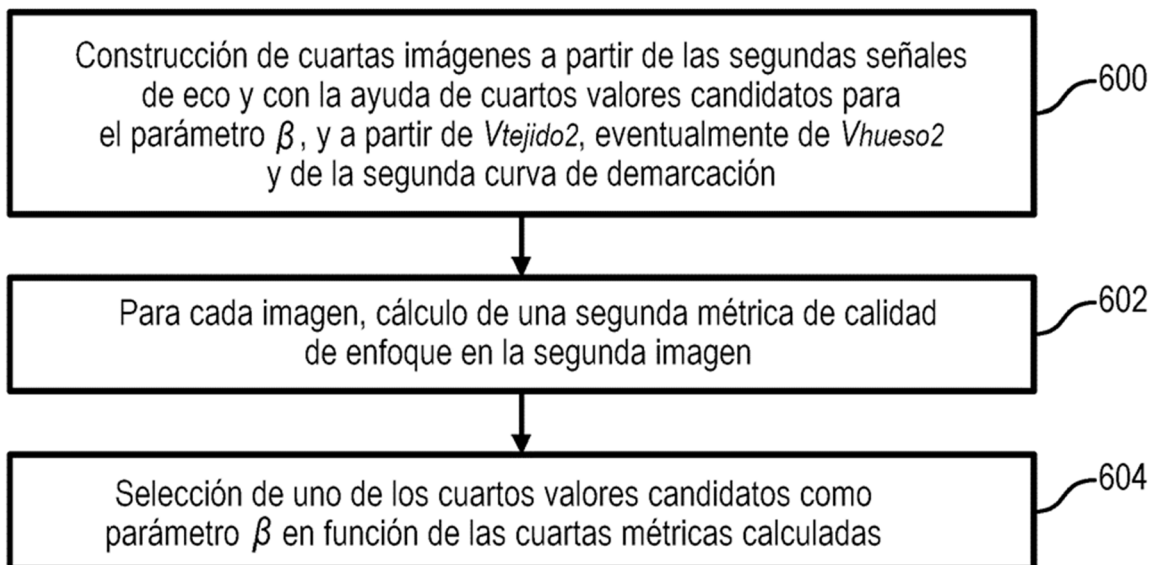 Construcción de cuartas imágenes a partir de las segundas señales
de eco y con la ayuda de cuartos valores candidatos para
el parámetro β, y a partir de Vtejido2, eventualmente de Vhueso2
y de la segunda curva de demarcación
600
Para cada imagen, cálculo de una segunda métrica de calidad
de enfoque en la segunda imagen
602
Selección de uno de los cuartos valores candidatos como
parámetro β en función de las cuartas métricas calculadas
604